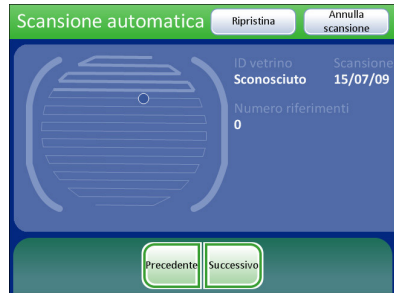 Scansione automatica
Ripristina
Annulla
scansione
ID vetrino
Scansione
Sconosciuto
15/07/09
Numero riferimenti
0
Precedente
Successivo